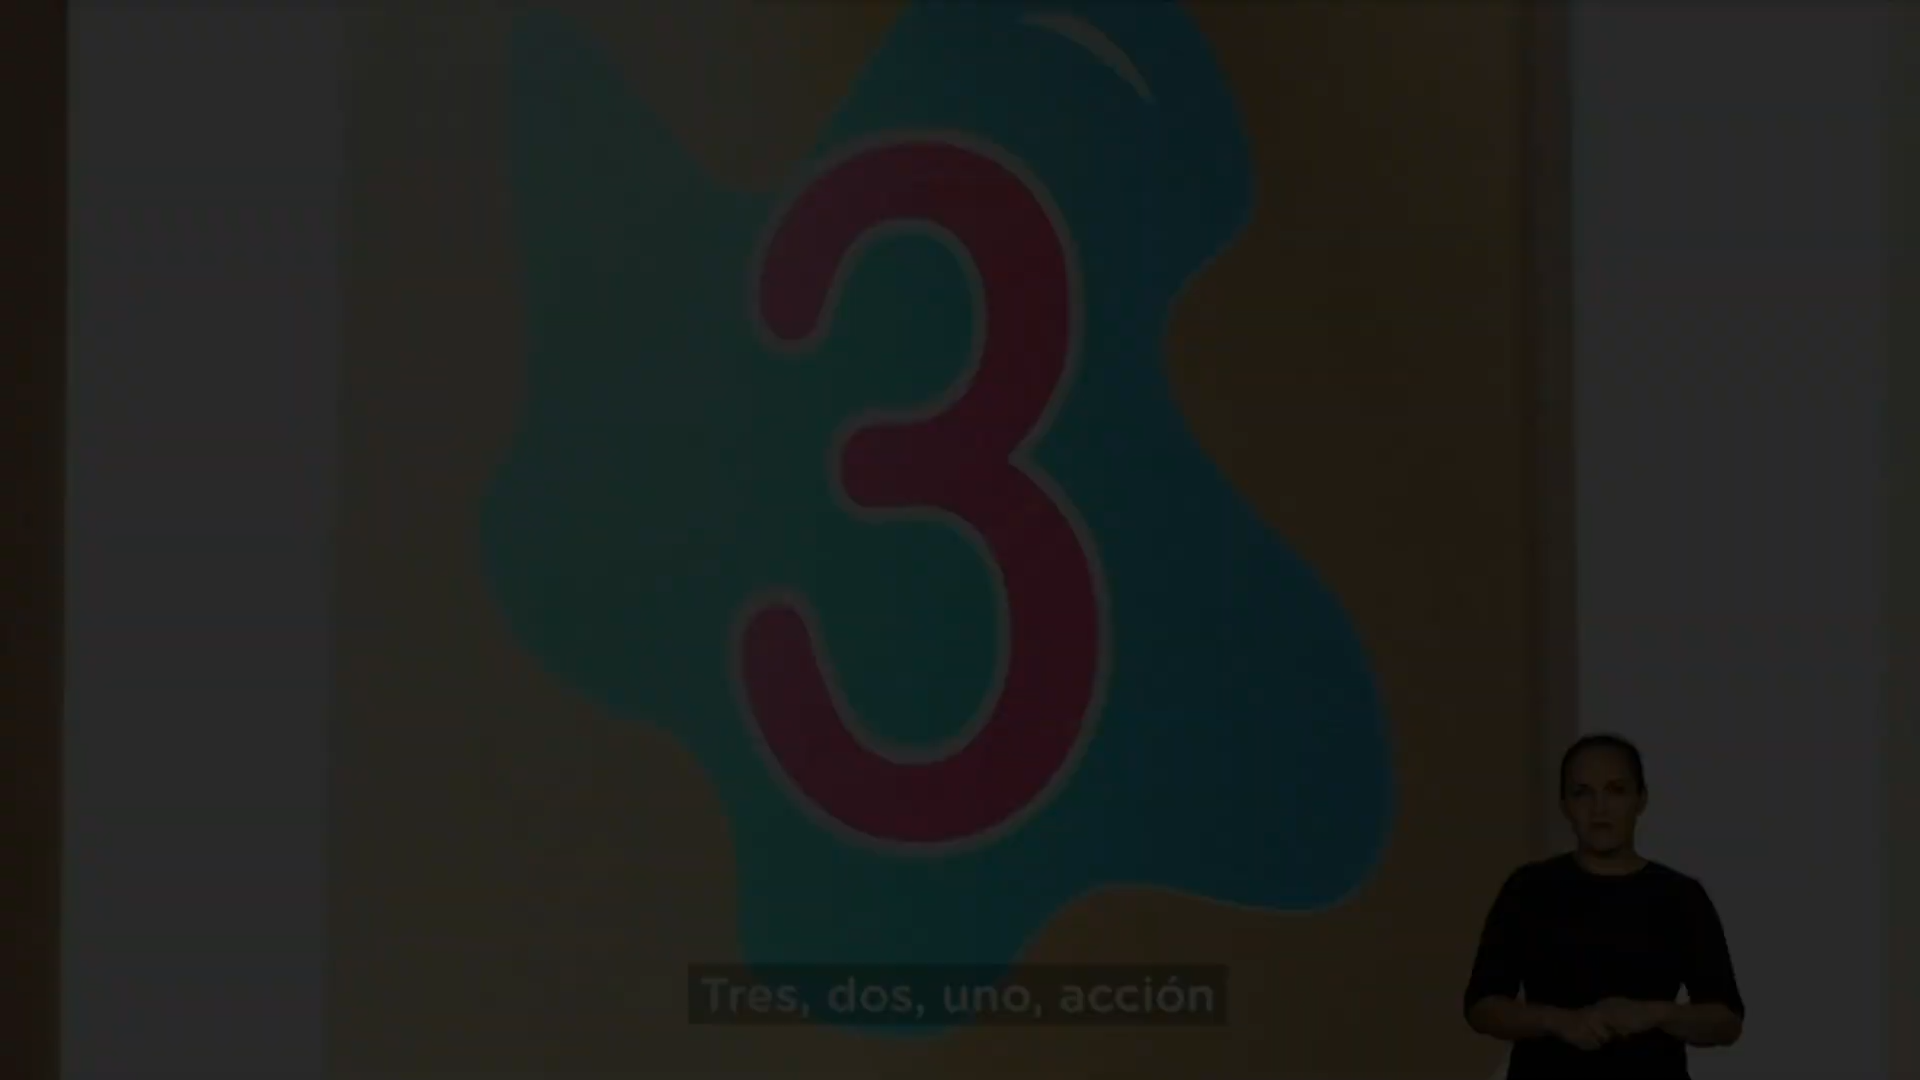 3
Tres, dos, uno, acción